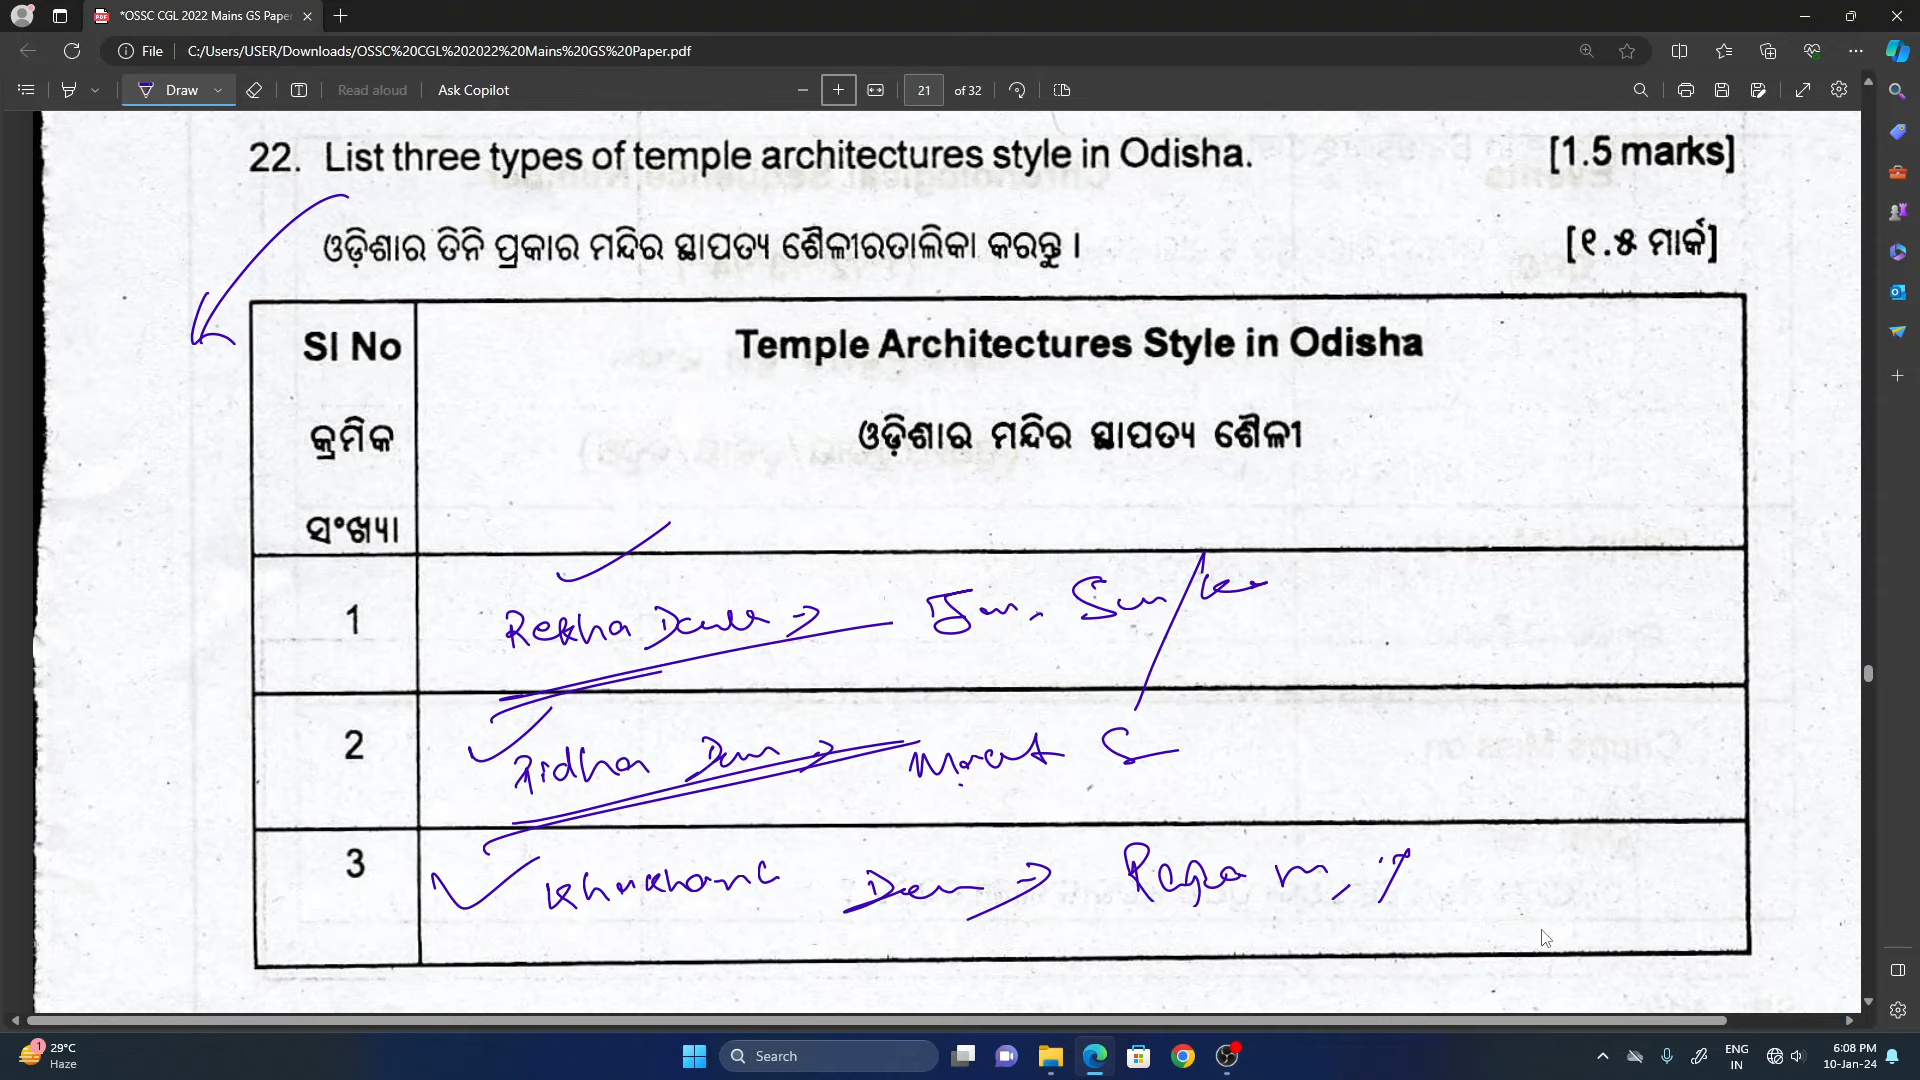 *OSSC CGL 2022 Mains GS Pape
File C:/Users/USER/Downloads/OSSC%20CGL%202022%20Mains%20GS%20Paper.pdf
Draw Read aloud Ask Copilot 21 of 32
22. List three types of temple architectures style in Odisha. [1.5 marks]
ଓଡ଼ିଶାର ତିନି ପ୍ରକାର ମନ୍ଦିର ସ୍ଥାପତ୍ୟ ଶୈଳୀରତାଲିକା କରନ୍ତୁ । [୧.୫ ମାର୍କ]
SI No Temple Architectures Style in Odisha
କ୍ରମିକ ଓଡ଼ିଶାର ମନ୍ଦିର ସ୍ଥାପତ୍ୟ ଶୈଳୀ
ସଂଖ୍ୟା
1 Rekha
2 Pidha
3
29°C
Haze
Search
ENG
IN
6:08 PM
10-Jan-24